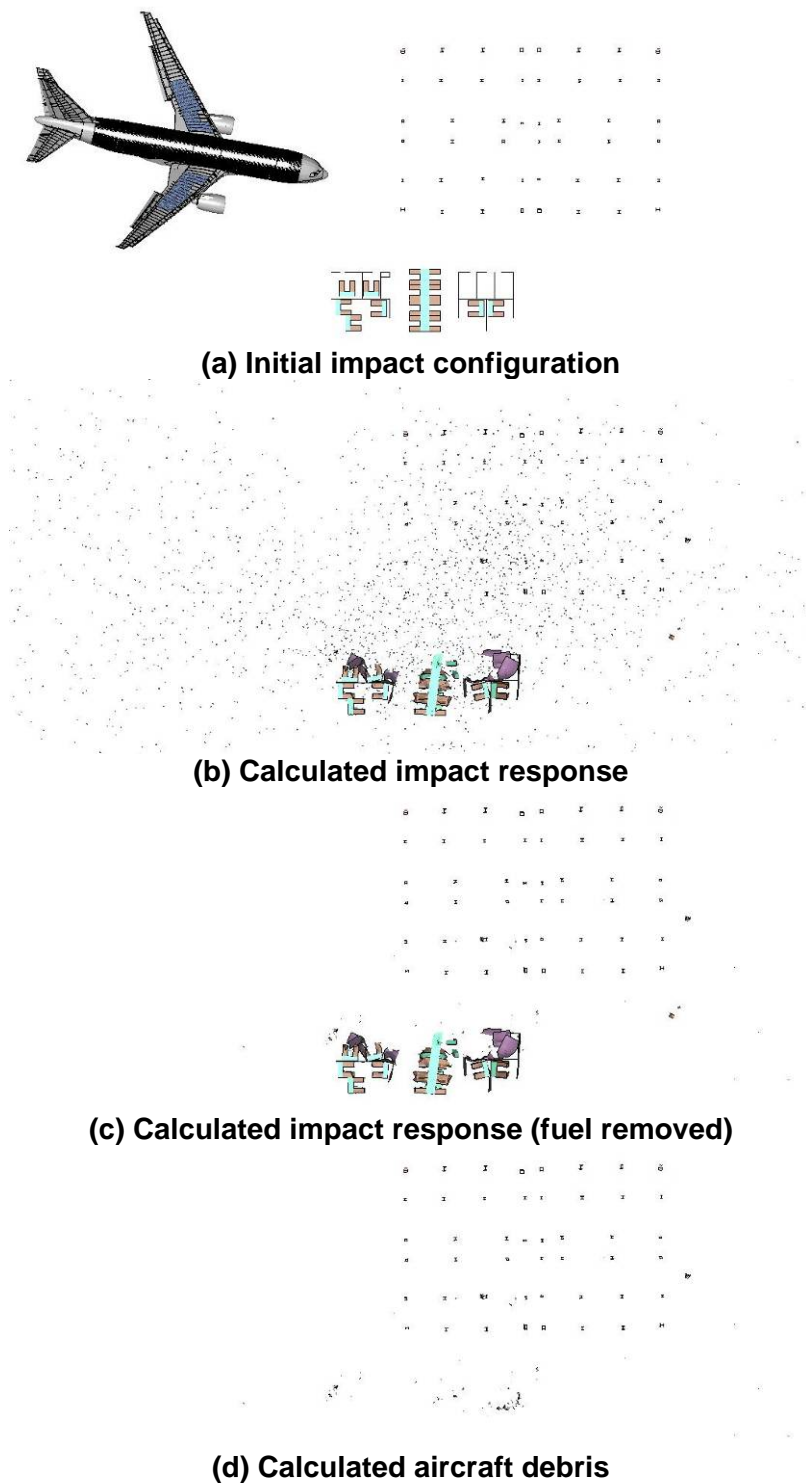 (a) Initial impact configuration
(b) Calculated impact response
(c) Calculated impact response (fuel removed)
(d) Calculated aircraft debris